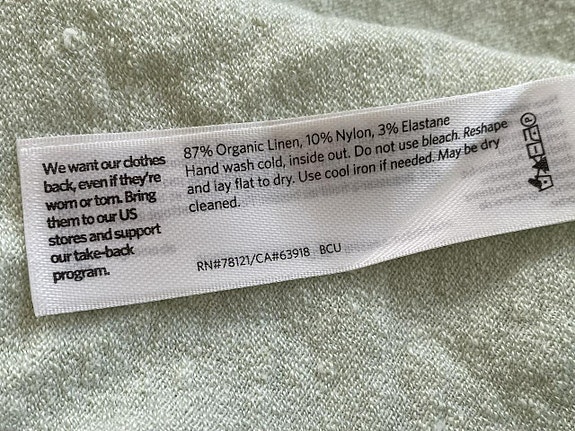 We want our clothes
back, even if they're
worn or torn. Bring
them to our US
stores and support
our take-back
program.
87% Organic Linen, 10% Nylon, 3% Elastane
Hand wash cold, inside out. Do not use bleach. Reshape
and lay flat to dry. Use cool iron if needed. May be dry
cleaned.
RN#78121/CA#63918 BCU